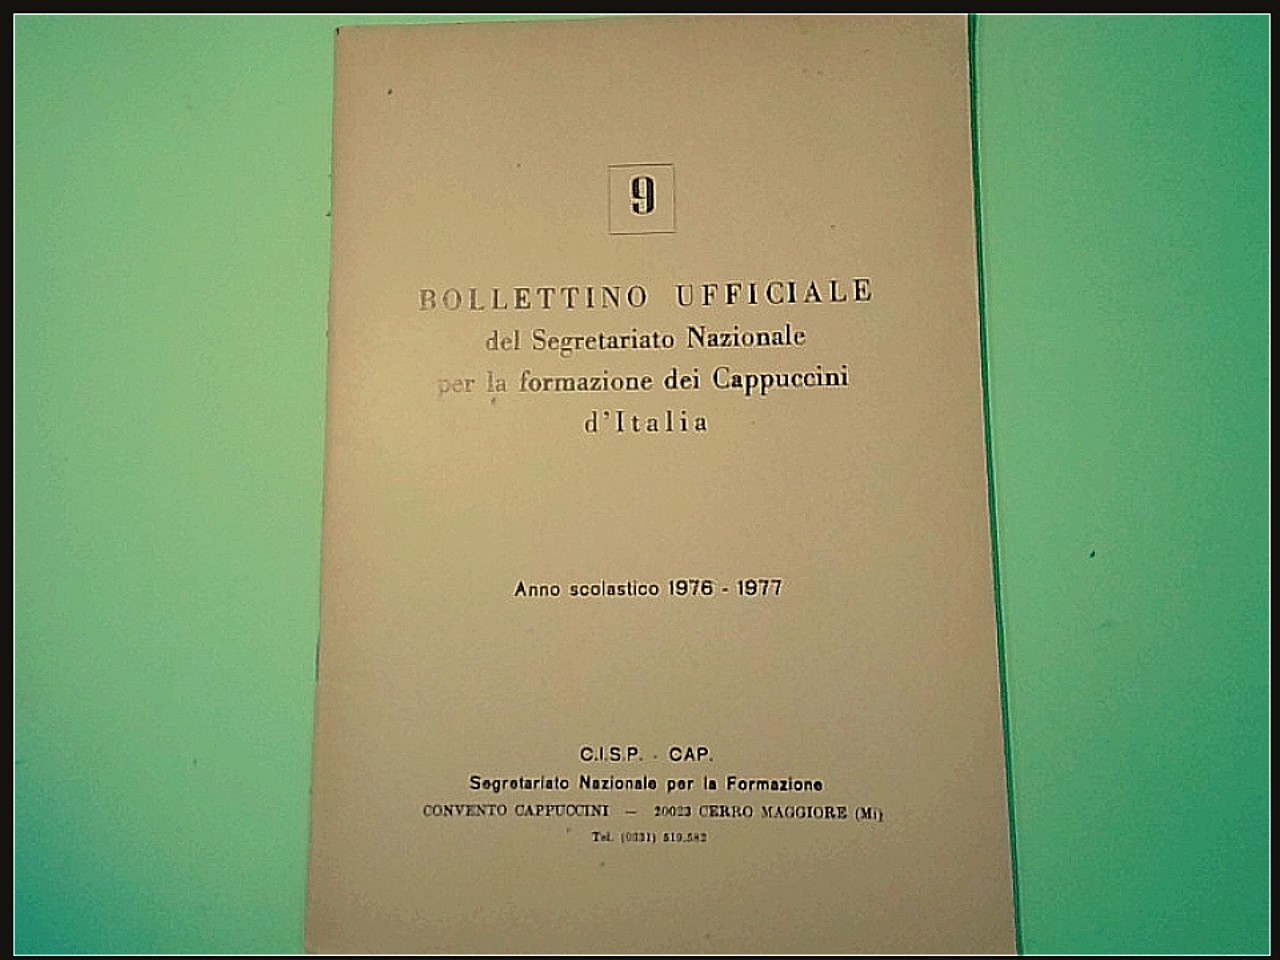 9
BOLLETTINO UFFICIALE
del Segretariato Nazionale
per la formazione dei Cappuccini
d'Italia
Anno scolastico 1976 - 1977
C.I.S.P. - CAP.
Segretariato Nazionale per la Formazione
CONVENTO CAPPUCCINI — 20023 CERRO MAGGIORE (Mi)
Tel. (0331) 519.582